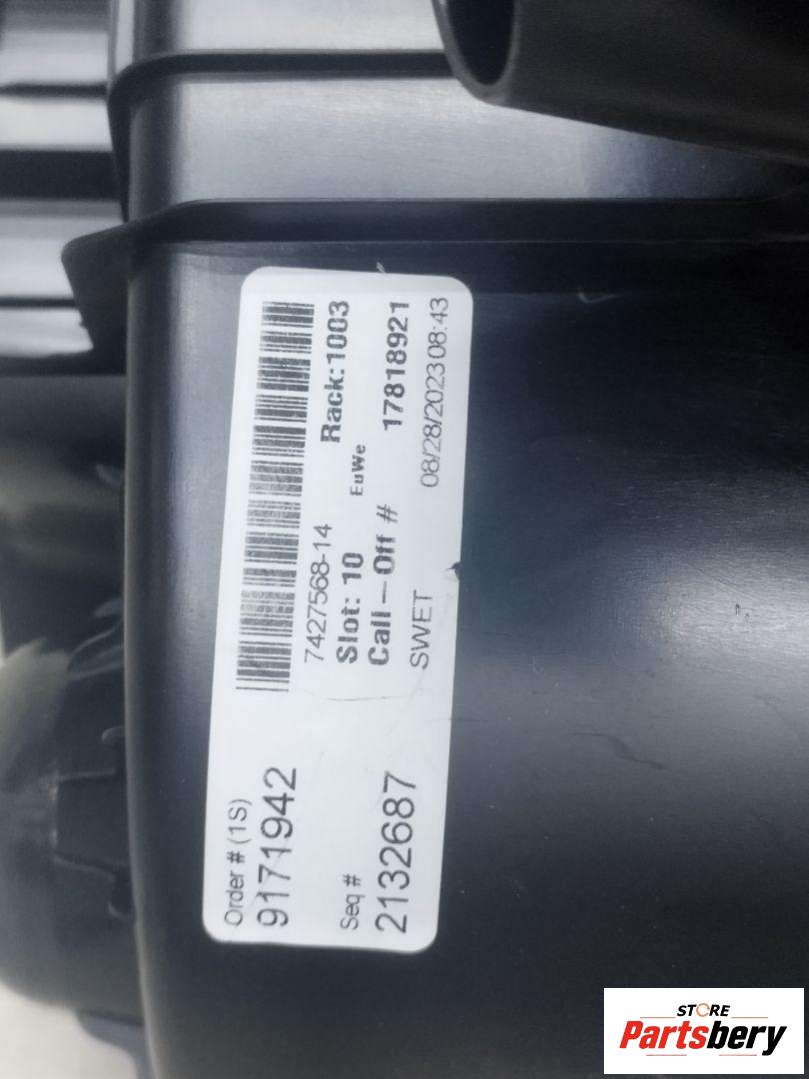 Order # (1S)
9171942
7427568-14
Slot: 10
Rack:1003
EuWe
Seq #
2132687
Call – Off #
17818921
SWET
08/28/2023 08:43
STORE
Partsbery